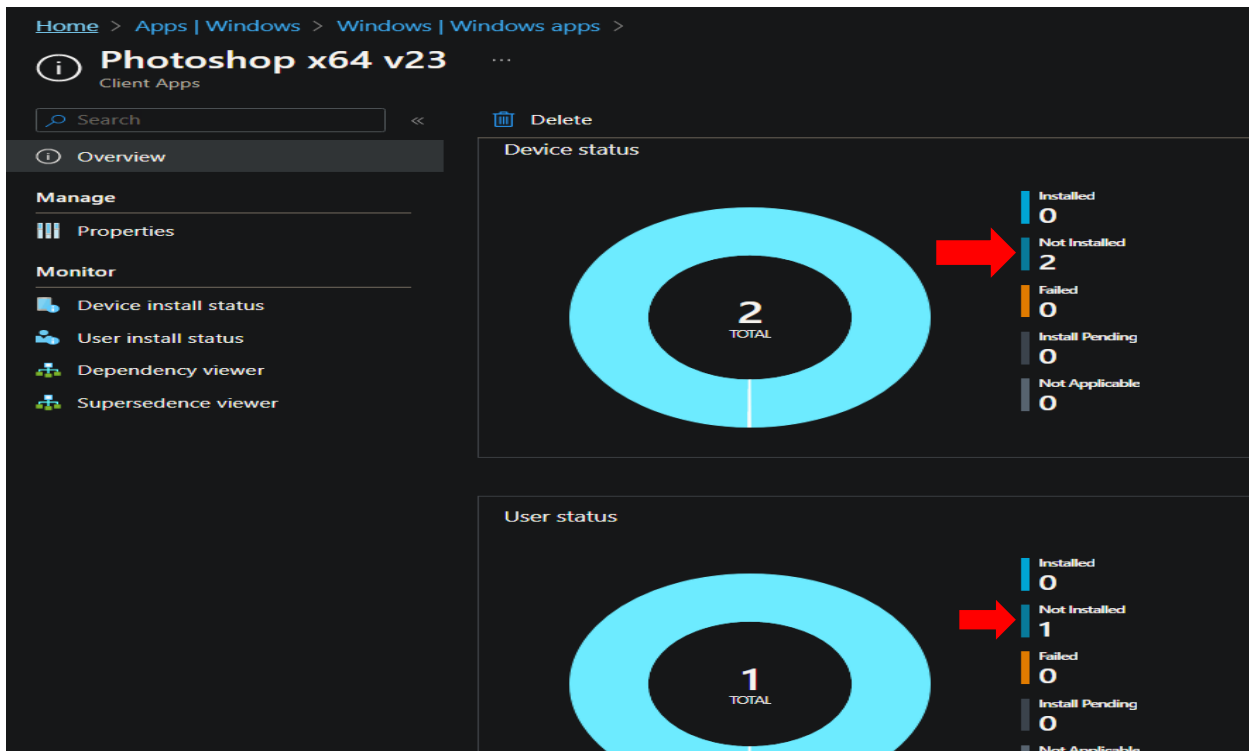 Home > Apps | Windows > Windows | Windows apps >
Photoshop x64 v23 ...
Client Apps
Search «
Delete
Overview
Manage
Properties
Monitor
Device install status
User install status
Dependency viewer
Supersedence viewer
Device status
2
TOTAL
Installed
0
Not Installed
2
Failed
0
Install Pending
0
Not Applicable
0
User status
1
TOTAL
Installed
0
Not Installed
1
Failed
0
Install Pending
0
Not Applicable